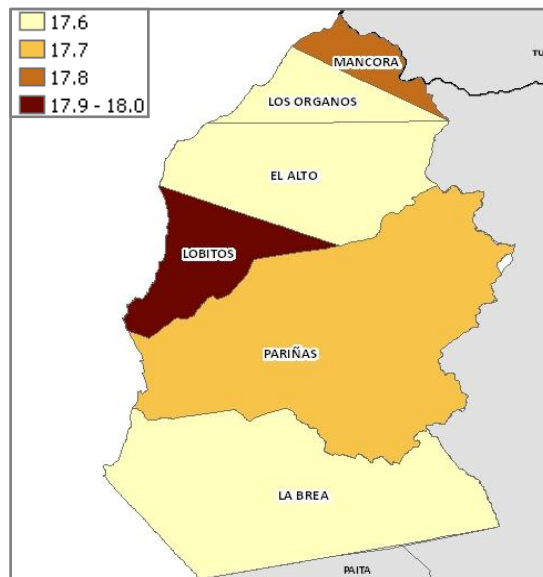 17.6
17.7
17.8
17.9 - 18.0
MANCORA
TU
LOS ORGANOS
EL ALTO
LOBITOS
PARIÑAS
LA BREA
PAITA